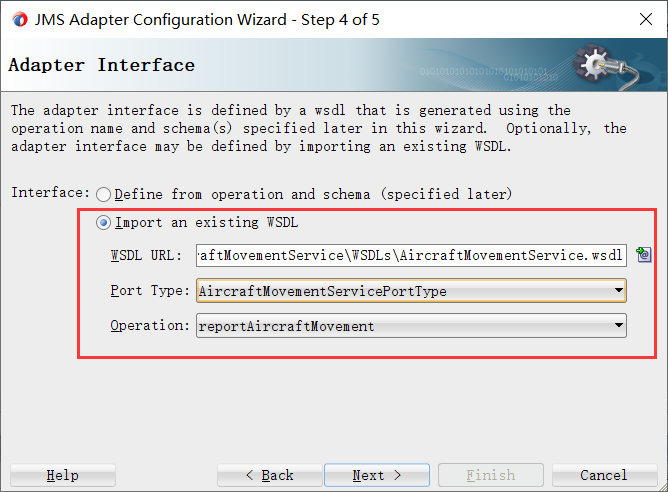 JMS Adapter Configuration Wizard - Step 4 of 5
Adapter Interface
The adapter interface is defined by a wsdl that is generated using the
operation name and schema(s) specified later in this wizard.  Optionally, the
adapter interface may be defined by importing an existing WSDL.
Interface: Define from operation and schema (specified later)
Import an existing WSDL
WSDL URL: aftMovementService\WSDLs\AircraftMovementService.wsdl
Port Type: AircraftMovementServicePortType
Operation: reportAircraftMovement
Help < Back Next > Finish Cancel